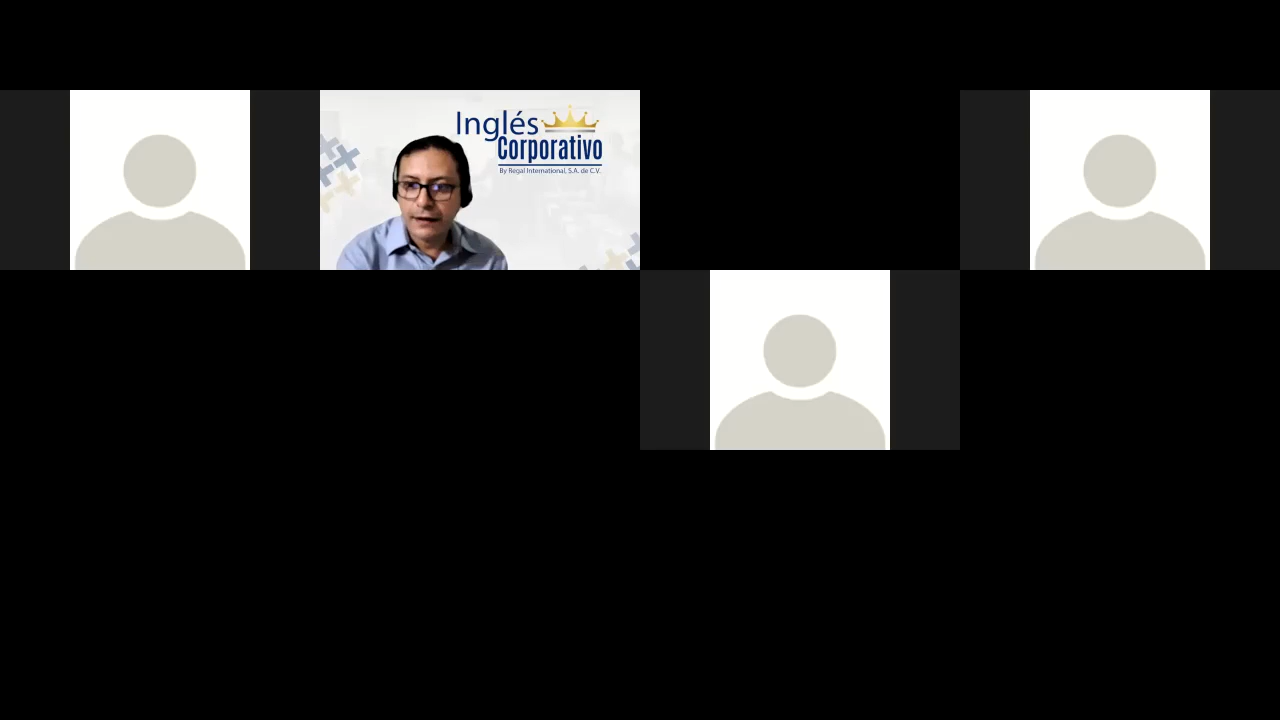 Inglés
Corporativo
By Regal International, S.A. de C.V.